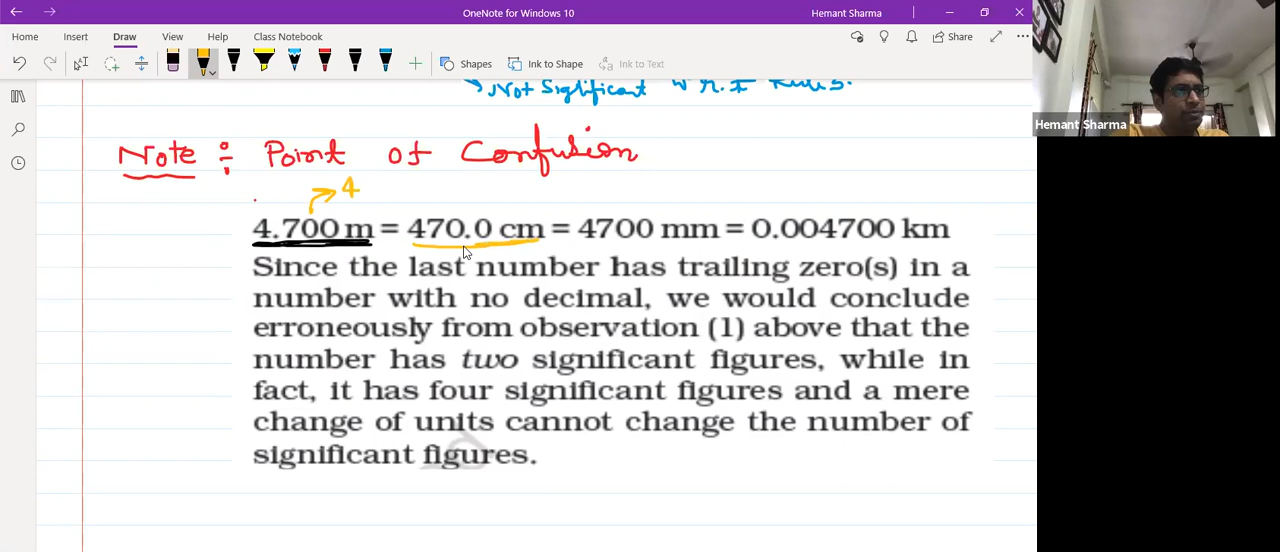 OneNote for Windows 10
Hemant Sharma
Home Insert Draw View Help Class Notebook
Share
Shapes Ink to Shape Ink to Text
Not Significant w.r.t Rules.
Note : Point of Confusion
4
4.700 m = 470.0 cm = 4700 mm = 0.004700 km
Since the last number has trailing zero(s) in a
number with no decimal, we would conclude
erroneously from observation (1) above that the
number has two significant figures, while in
fact, it has four significant figures and a mere
change of units cannot change the number of
significant figures.
Hemant Sharma